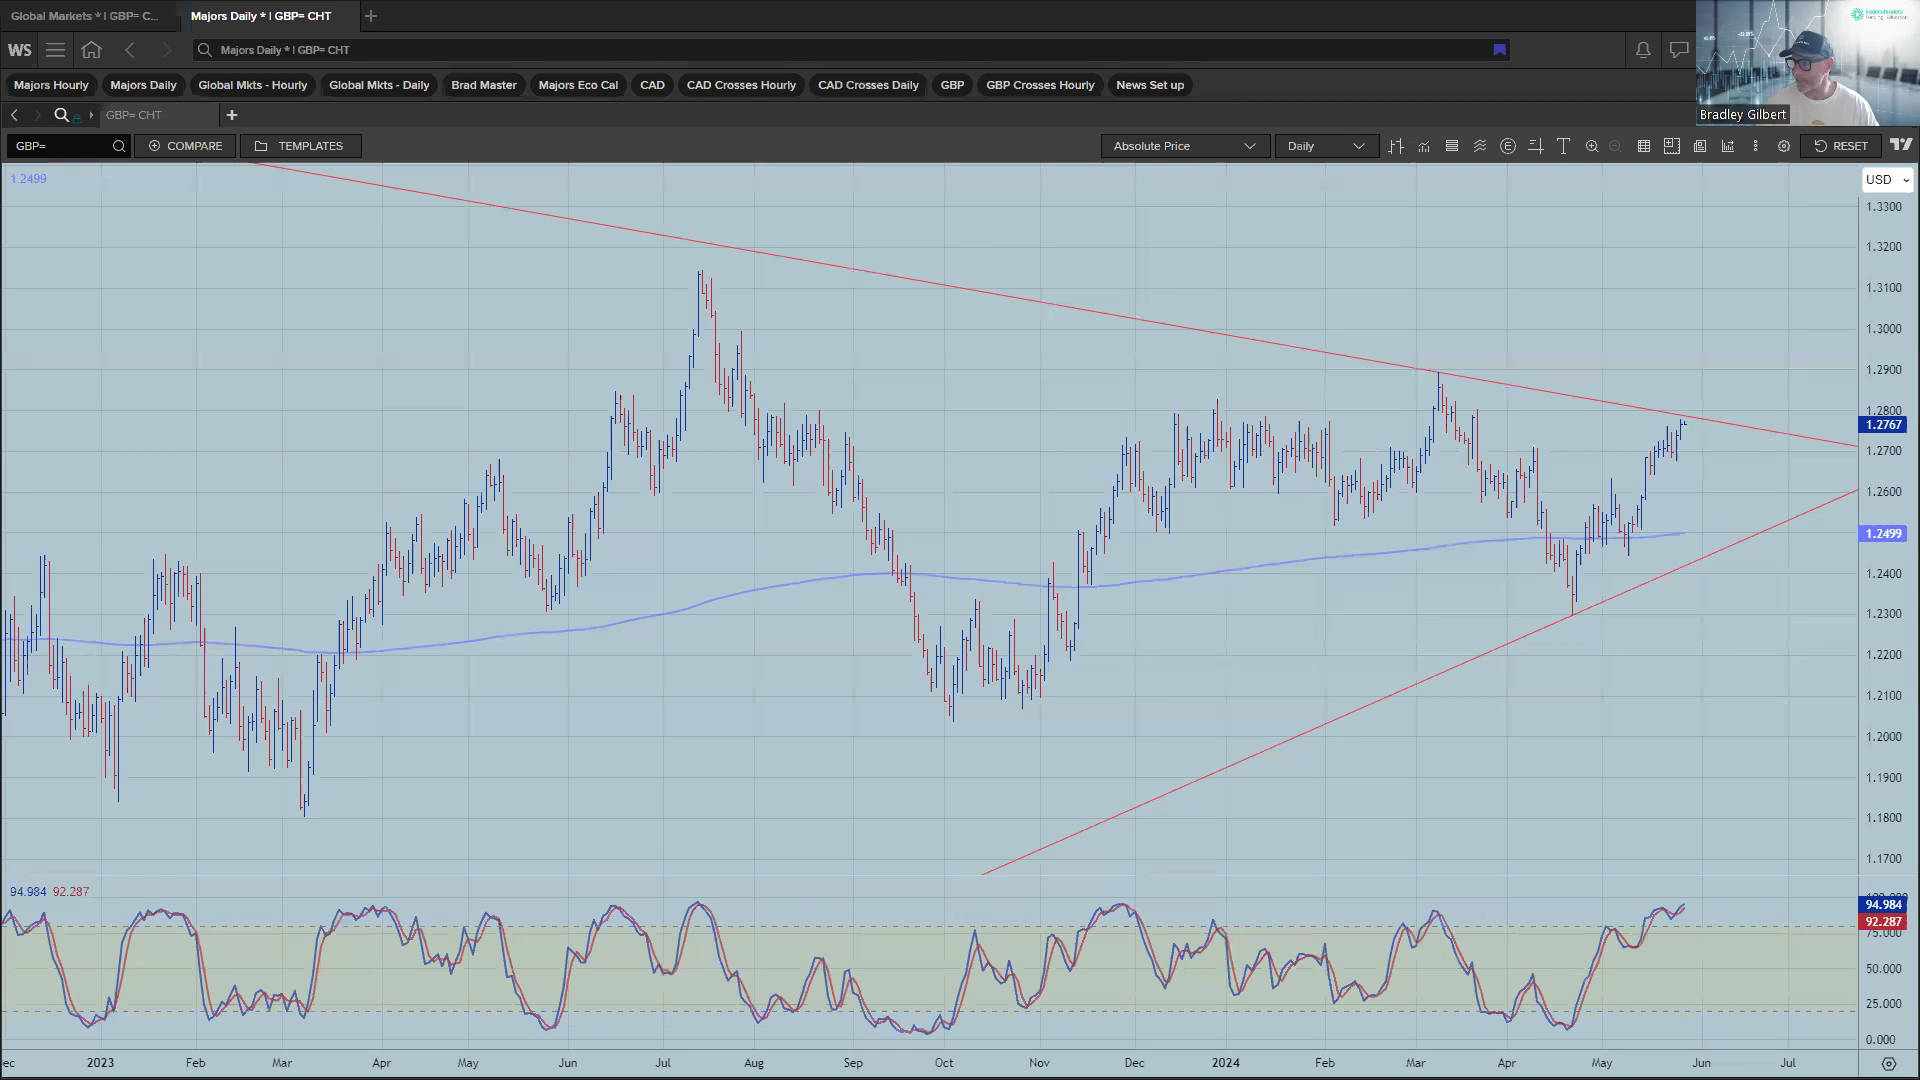 Global Markets * | GBP= C...
Majors Daily * | GBP= CHT
WS
Majors Daily * | GBP= CHT
traders4traders
Funding | Education
Bradley Gilbert
Majors Hourly
Majors Daily
Global Mkts - Hourly
Global Mkts - Daily
Brad Master
Majors Eco Cal
CAD
CAD Crosses Hourly
CAD Crosses Daily
GBP
GBP Crosses Hourly
News Set up
GBP= CHT
GBP=
COMPARE
TEMPLATES
Absolute Price
Daily
RESET
1.2499
USD
1.3300
1.3200
1.3100
1.3000
1.2900
1.2800
1.2767
1.2700
1.2600
1.2499
1.2400
1.2300
1.2200
1.2100
1.2000
1.1900
1.1800
1.1700
94.984 92.287
100.000
94.984
92.287
75.000
50.000
25.000
0.000
ec
2023
Feb
Mar
Apr
May
Jun
Jul
Aug
Sep
Oct
Nov
Dec
2024
Feb
Mar
Apr
May
Jun
Jul